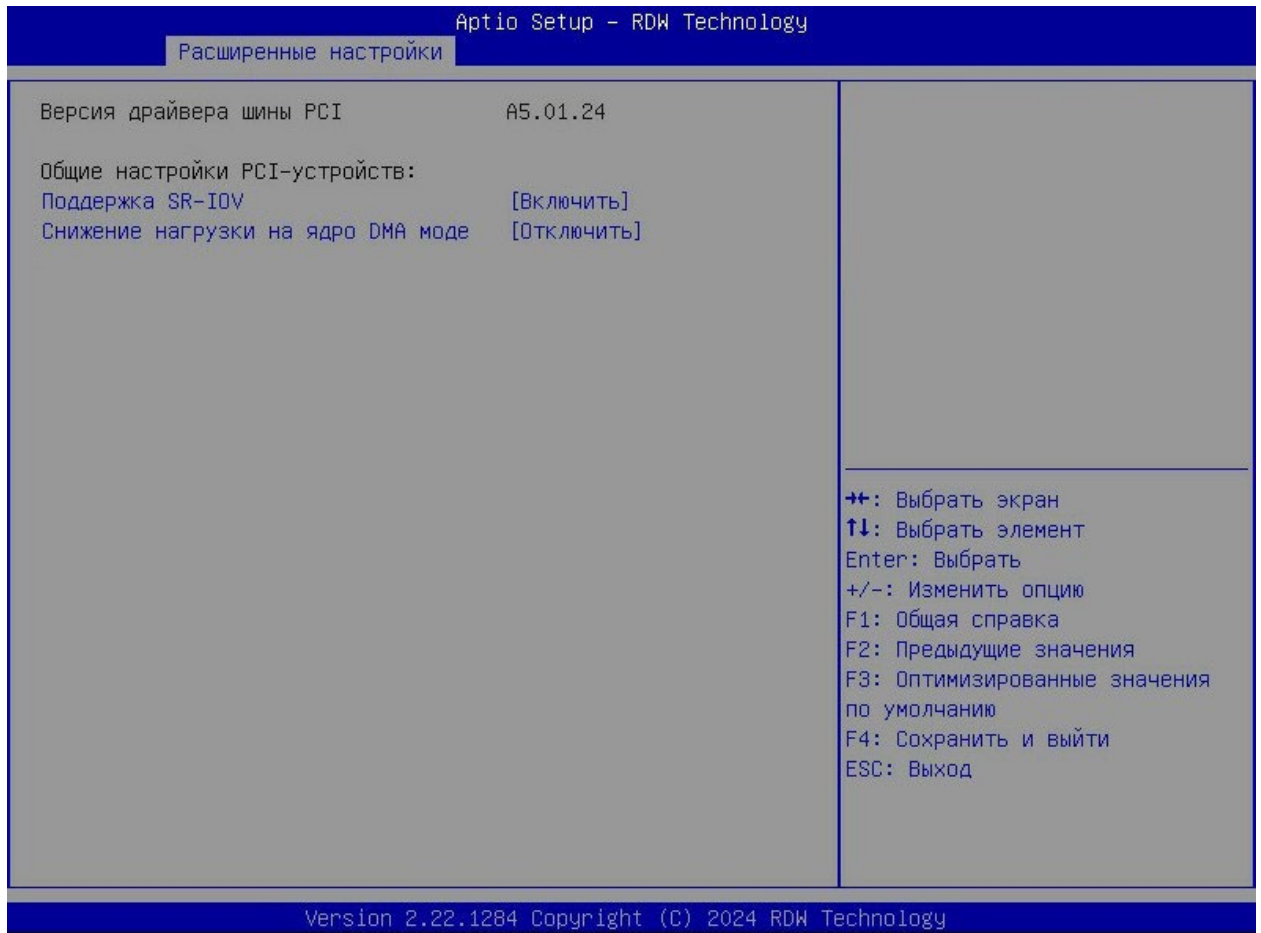 Aptio Setup – RDW Technology
Расширенные настройки
Версия драйвера шины PCI A5.01.24
Общие настройки PCI-устройств:
Поддержка SR-IOV [Включить]
Снижение нагрузки на ядро DMA моде [Отключить]
→←: Выбрать экран
↑↓: Выбрать элемент
Enter: Выбрать
+/-: Изменить опцию
F1: Общая справка
F2: Предыдущие значения
F3: Оптимизированные значения
по умолчанию
F4: Сохранить и выйти
ESC: Выход
Version 2.22.1284 Copyright (C) 2024 RDW Technology